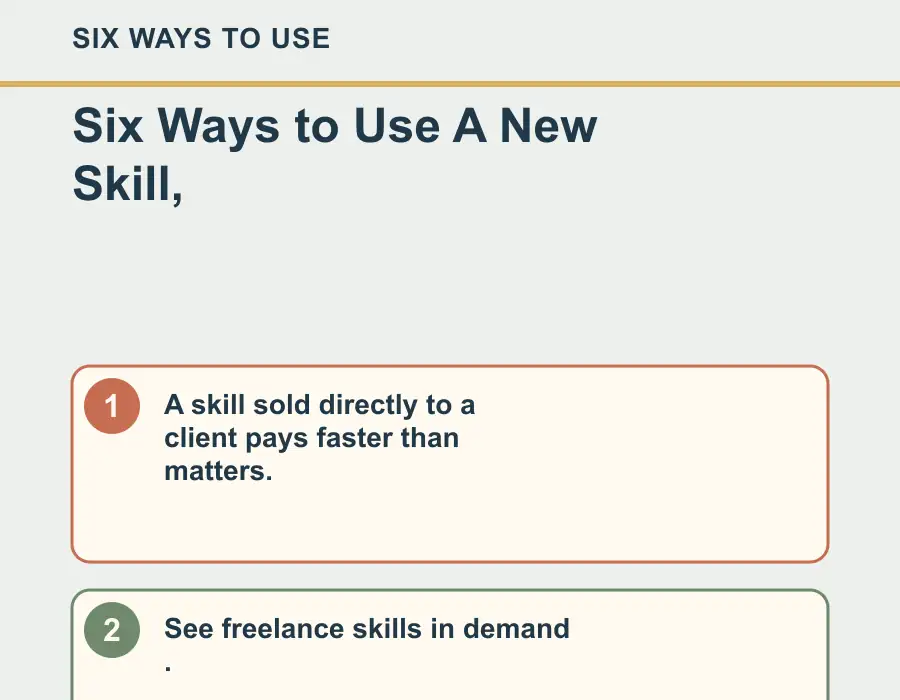 SIX WAYS TO USE
Six Ways to Use A New
Skill,
1
A skill sold directly to a
client pays faster than
matters.
2
See freelance skills in demand
.